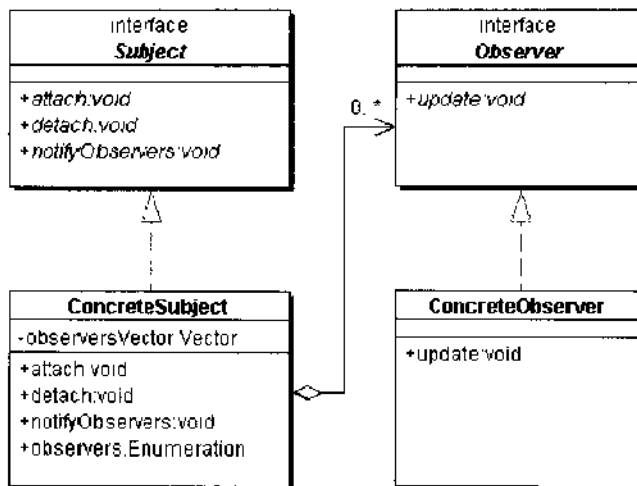 interface
Subject
+attach:void
+detach:void
+notifyObservers:void
interface
Observer
+update:void
0..*
ConcreteSubject
-observersVector:Vector
+attach:void
+detach:void
+notifyObservers:void
+observers:Enumeration
ConcreteObserver
+update:void